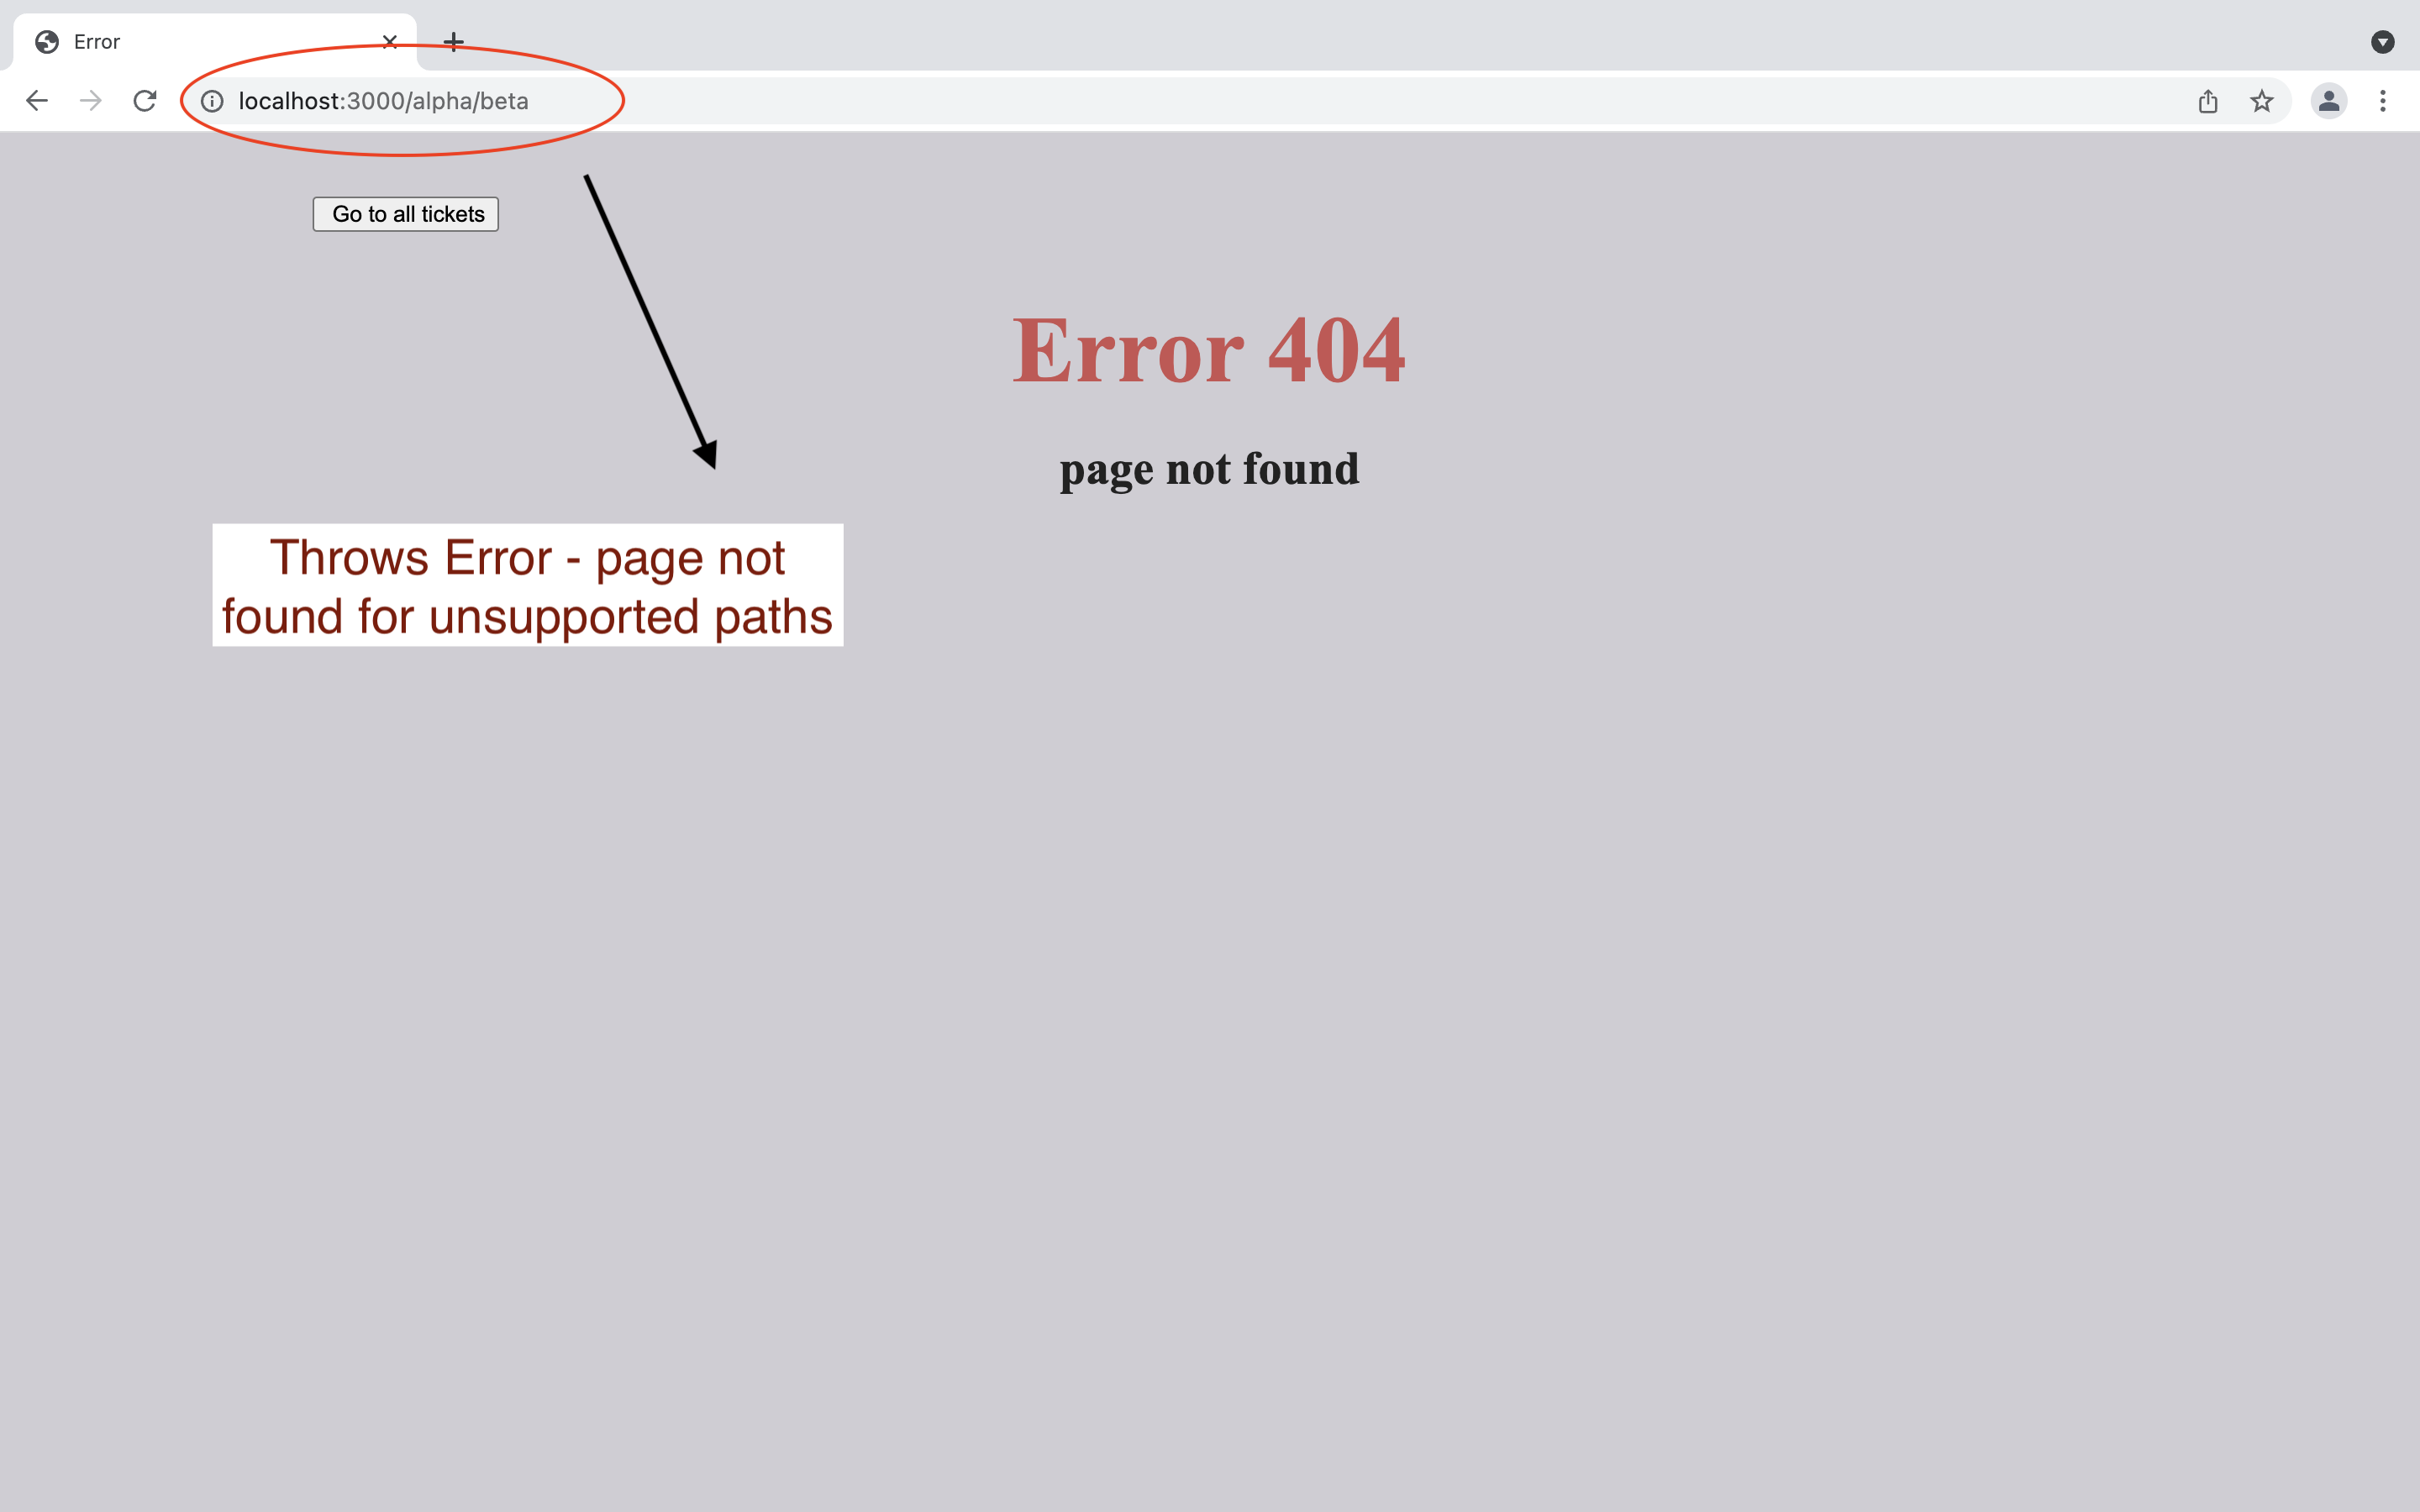 Error
localhost:3000/alpha/beta
Go to all tickets
Error 404
page not found
Throws Error - page not
found for unsupported paths